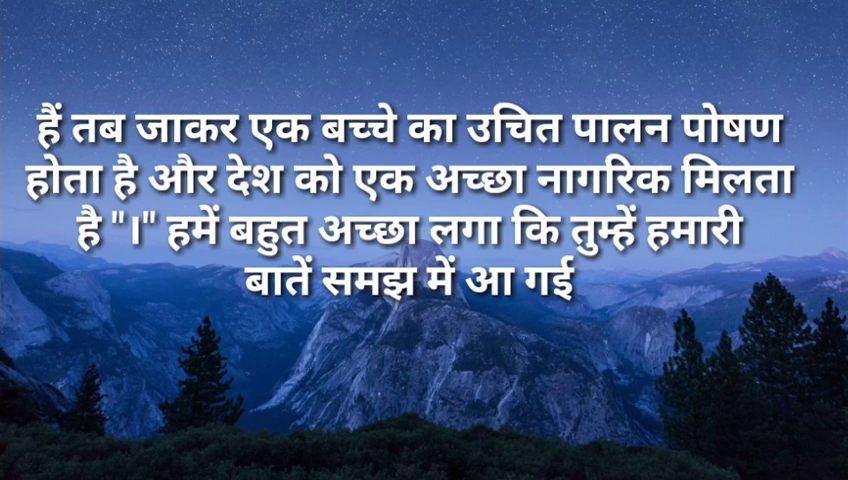 हैं तब जाकर एक बच्चे का उचित पालन पोषण
होता है और देश को एक अच्छा नागरिक मिलता
है "।" हमें बहुत अच्छा लगा कि तुम्हें हमारी
बातें समझ में आ गई